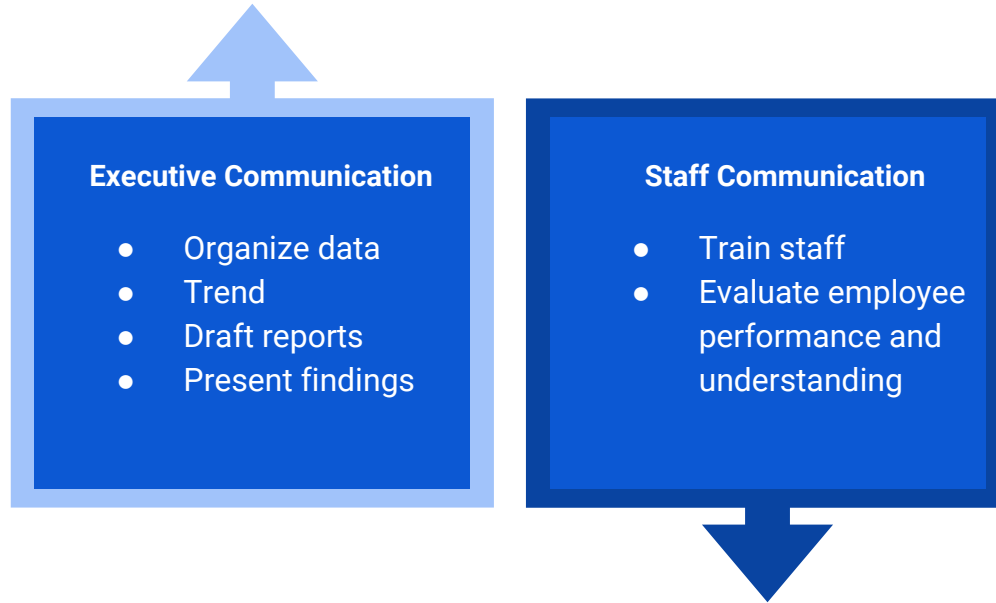 Executive Communication
● Organize data
● Trend
● Draft reports
● Present findings
Staff Communication
● Train staff
● Evaluate employee
performance and
understanding